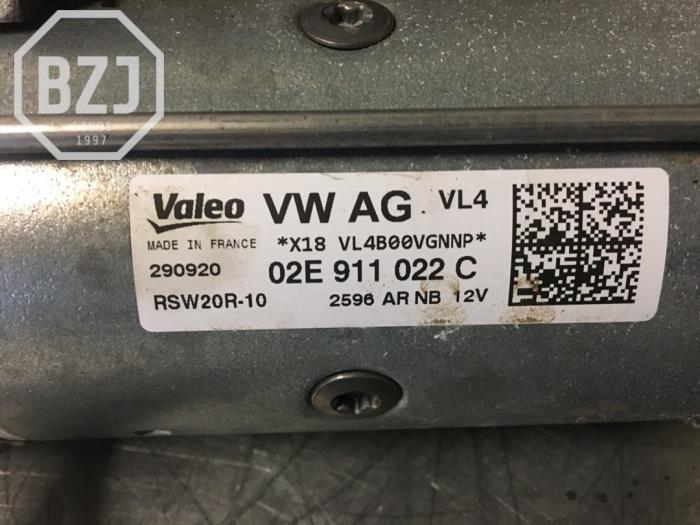 BZJ
1997
Valeo VW AG VL4
MADE IN FRANCE *X18 VL4B00VGNNP*
290920 02E 911 022 C
RSW20R-10 2596 AR NB 12V